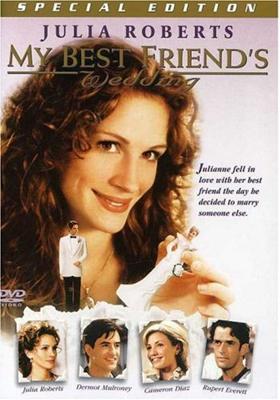 SPECIAL EDITION
JULIA ROBERTS
MY BEST FRIEND'S
Wedding
Julianne fell in
love with her best
friend the day he
decided to marry
someone else.
DVD
VIDEO
Julia Roberts Dermot Mulroney Cameron Diaz Rupert Everett